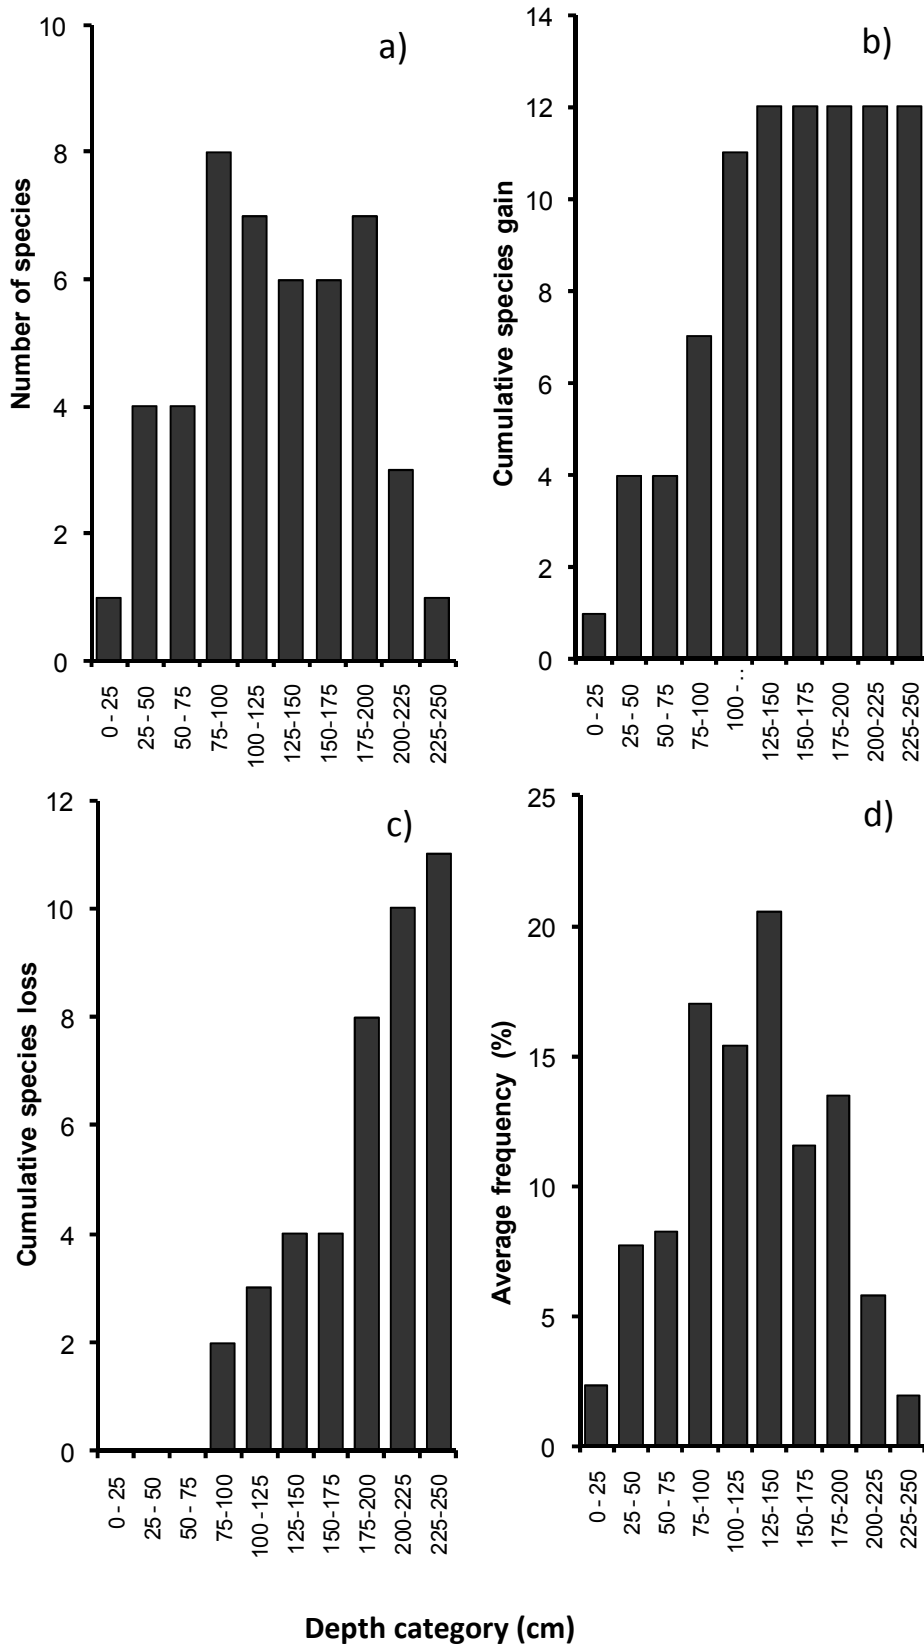 a)
Number of species
10
8
6
4
2
0
0 - 25
25 - 50
50 - 75
75-100
100 -125
125-150
150-175
175-200
200-225
225-250
b)
Cumulative species gain
14
12
10
8
6
4
2
0
0 - 25
25 - 50
50 - 75
75-100
100 -…
125-150
150-175
175-200
200-225
225-250
c)
Cumulative species loss
12
10
8
6
4
2
0
0 - 25
25 - 50
50 - 75
75-100
100 -125
125-150
150-175
175-200
200-225
225-250
d)
Average frequency (%)
25
20
15
10
5
0
0 - 25
25 - 50
50 - 75
75-100
100-125
125-150
150-175
175-200
200-225
225-250
Depth category (cm)